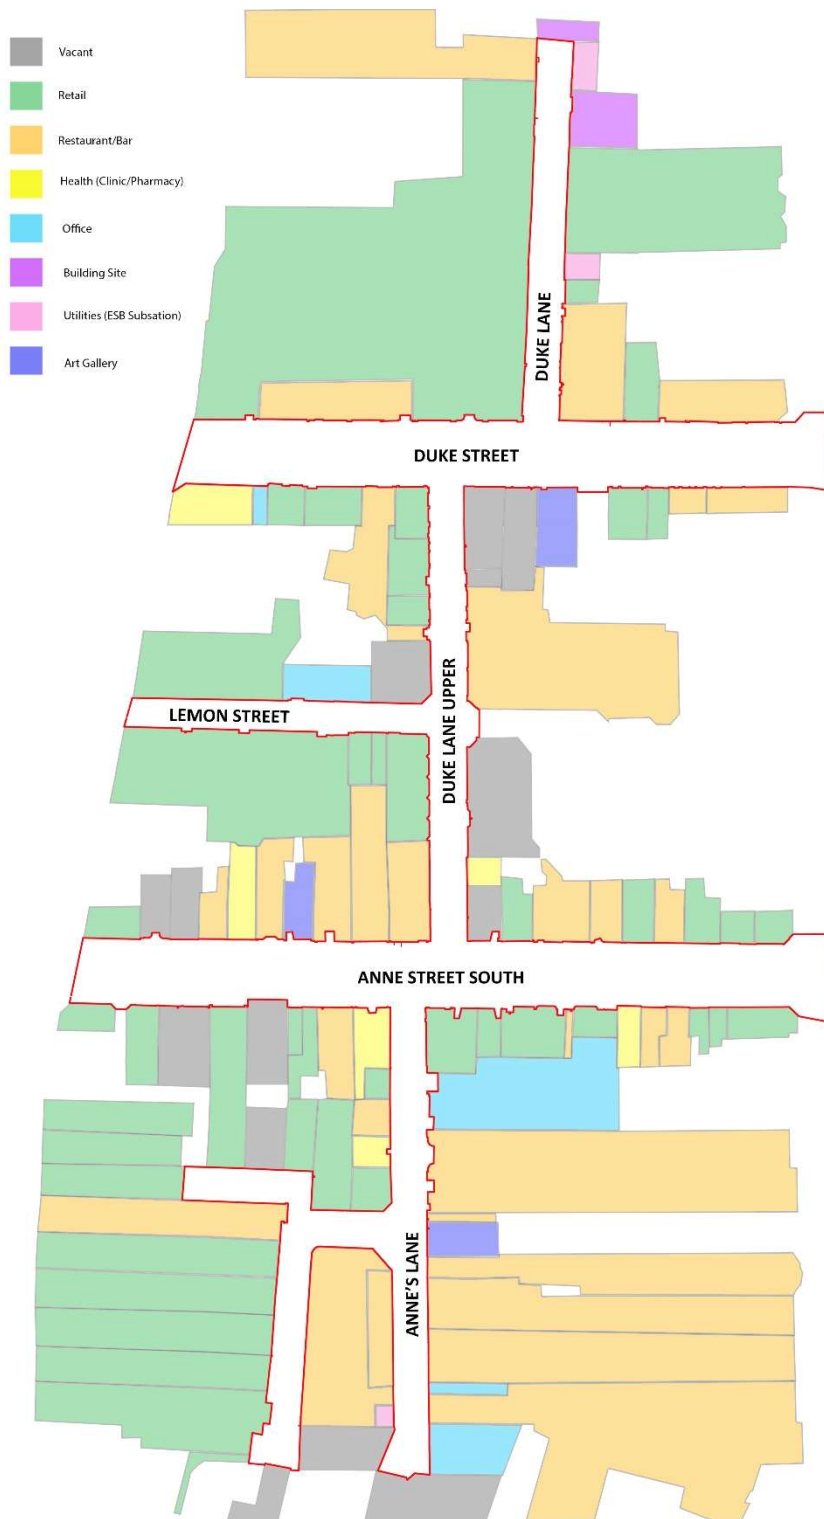 Vacant
Retail
Restaurant/Bar
Health (Clinic/Pharmacy)
Office
Building Site
Utilities (ESB Subsation)
Art Gallery
DUKE LANE
DUKE STREET
LEMON STREET
DUKE LANE UPPER
ANNE STREET SOUTH
ANNE'S LANE